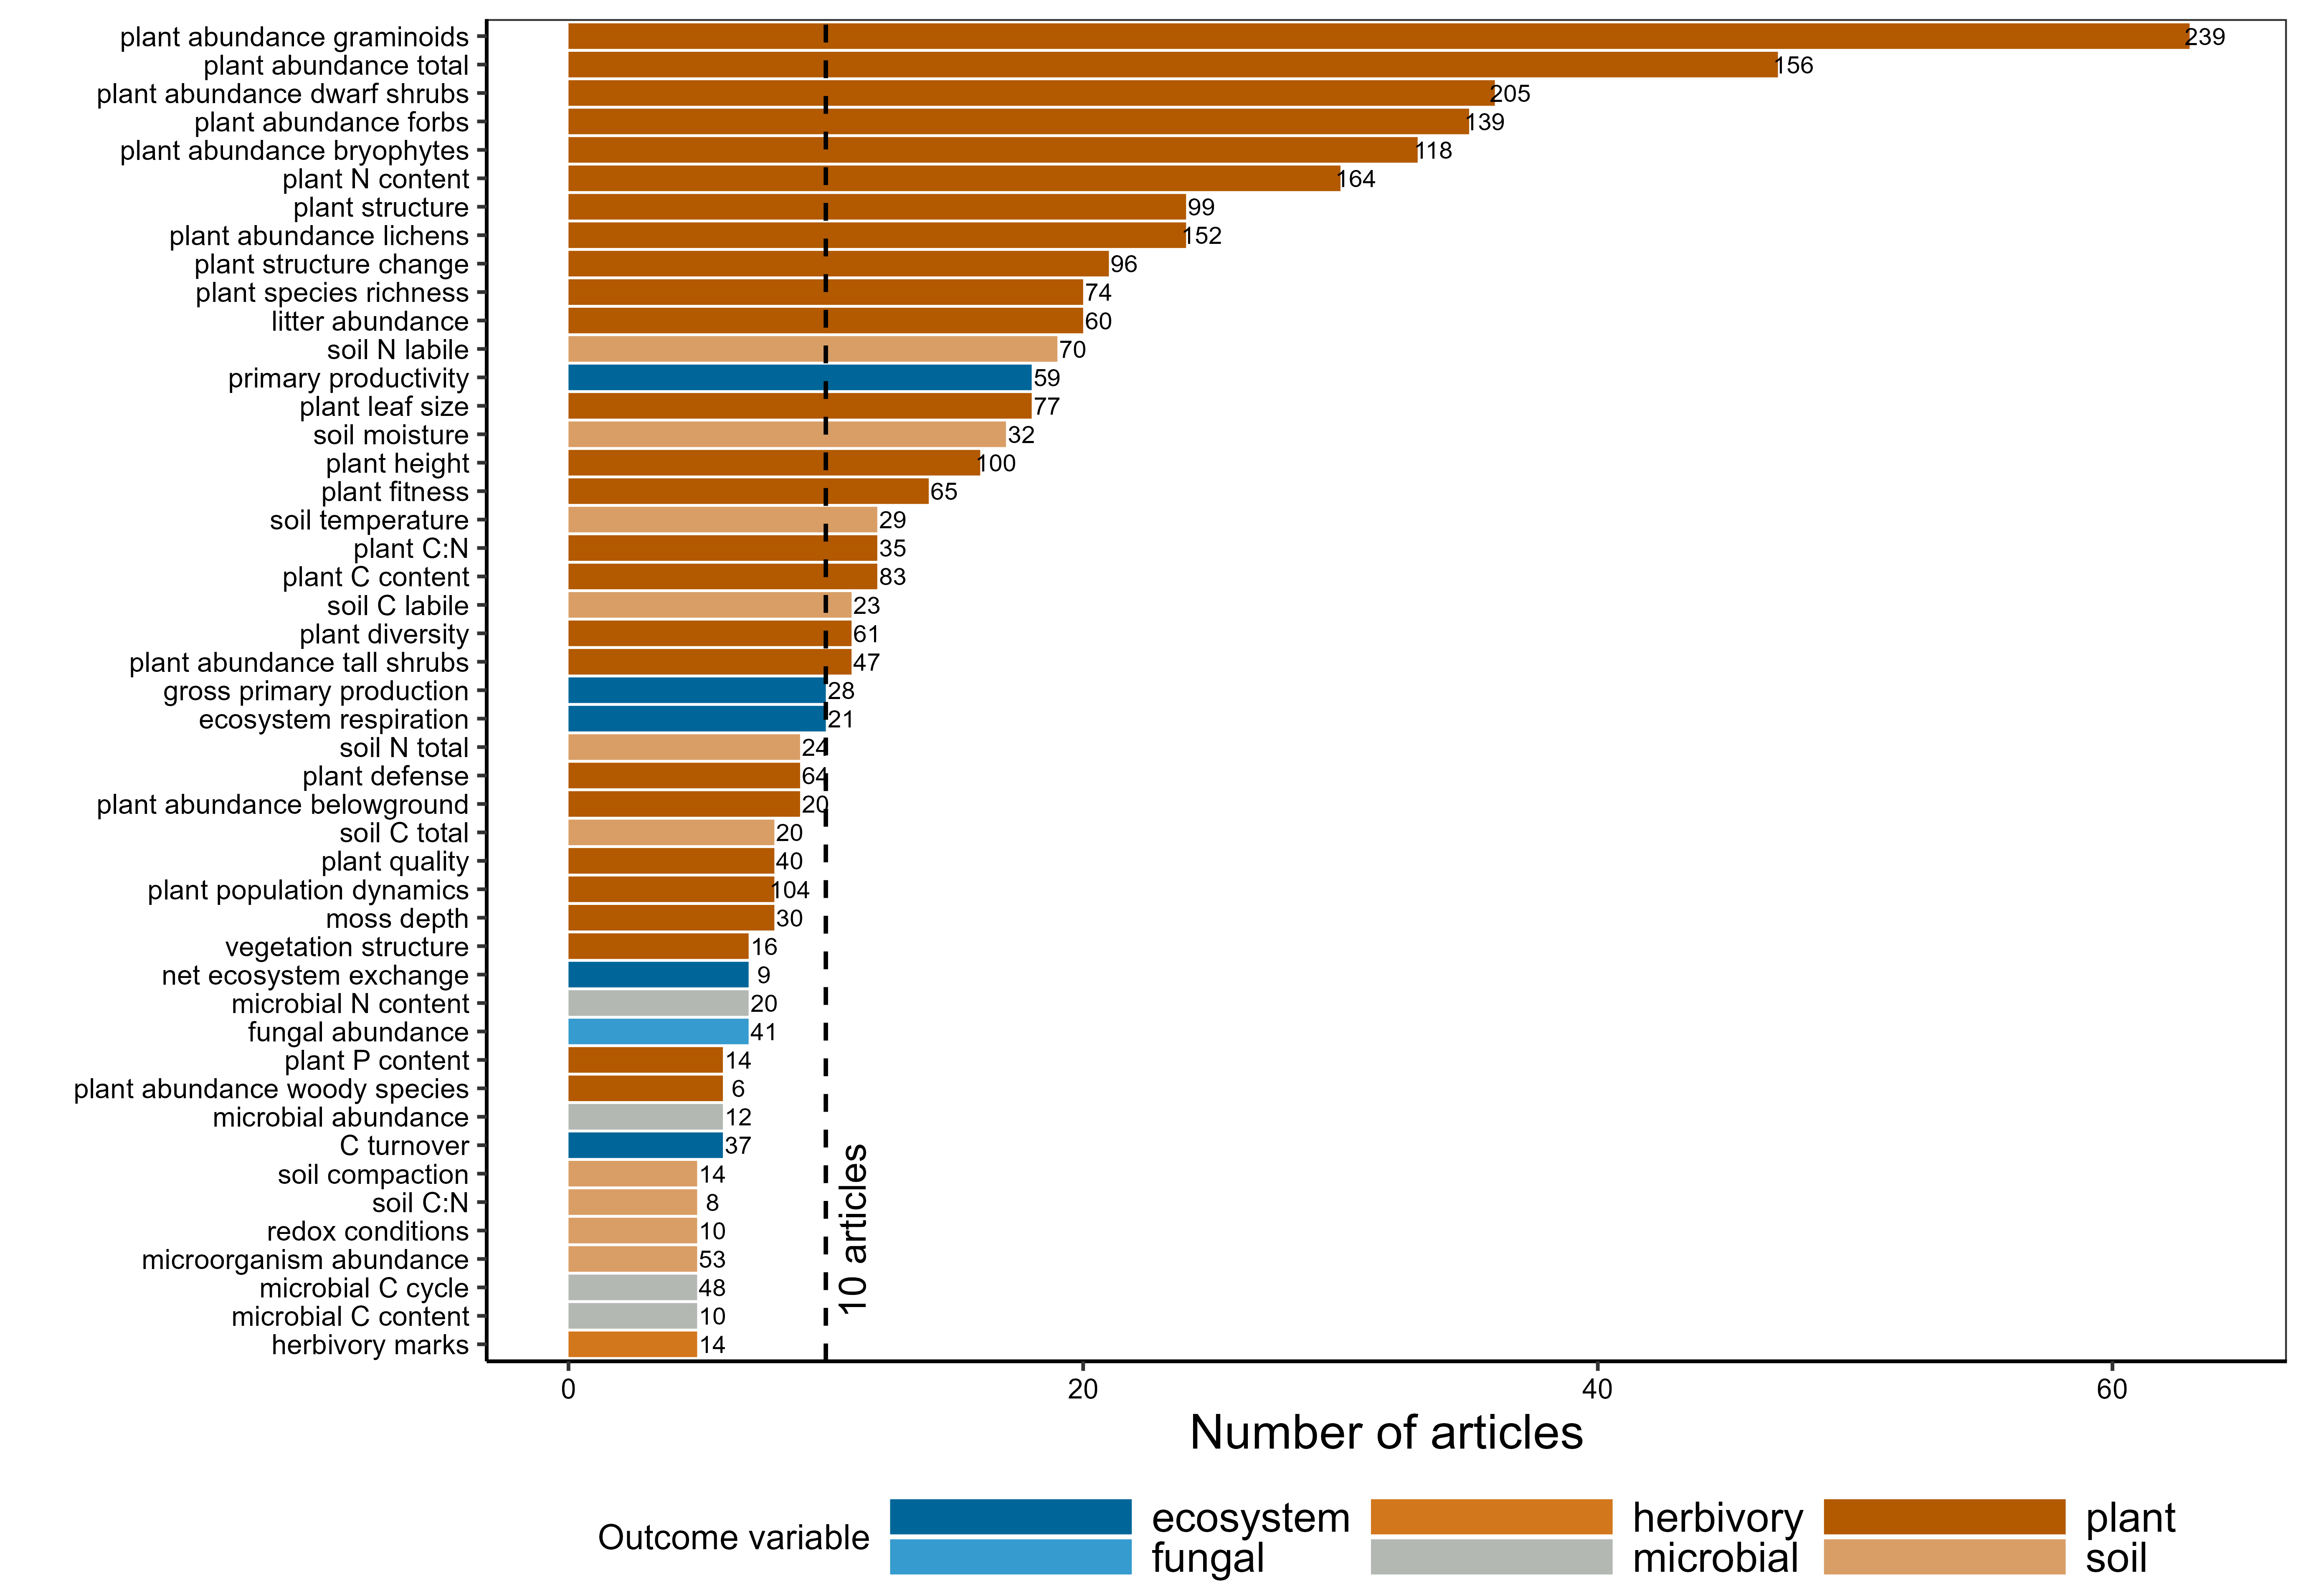 plant abundance graminoids 239
plant abundance total 156
plant abundance dwarf shrubs 205
plant abundance forbs 139
plant abundance bryophytes 118
plant N content 164
plant structure 99
plant abundance lichens 152
plant structure change 96
plant species richness 74
litter abundance 60
soil N labile 70
primary productivity 59
plant leaf size 77
soil moisture 32
plant height 100
plant fitness 65
soil temperature 29
plant C:N 35
plant C content 83
soil C labile 23
plant diversity 61
plant abundance tall shrubs 47
gross primary production 28
ecosystem respiration 21
soil N total 24
plant defense 64
plant abundance belowground 20
soil C total 20
plant quality 40
plant population dynamics 104
moss depth 30
vegetation structure 16
net ecosystem exchange 9
microbial N content 20
fungal abundance 41
plant P content 14
plant abundance woody species 6
microbial abundance 12
C turnover 37
soil compaction 14
soil C:N 8
redox conditions 10
microorganism abundance 53
microbial C cycle 48
microbial C content 10
herbivory marks 14
10 articles
0 20 40 60
Number of articles
Outcome variable
ecosystem herbivory plant
fungal microbial soil